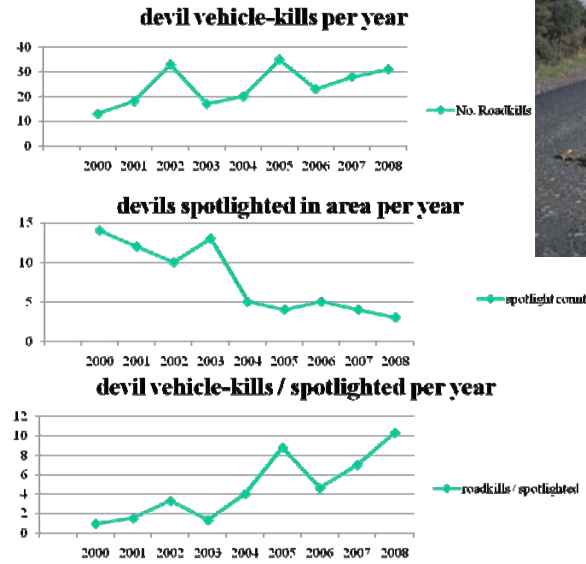 devil vehicle-kills per year
40
30
20
10
0
2000 2001 2002 2003 2004 2005 2006 2007 2008
No. Roadkills
devils spotlighted in area per year
15
10
5
0
2000 2001 2002 2003 2004 2005 2006 2007 2008
spotlight conut
devil vehicle-kills / spotlighted per year
12
10
8
6
4
2
0
2000 2001 2002 2003 2004 2005 2006 2007 2008
roadkills / spotlighted